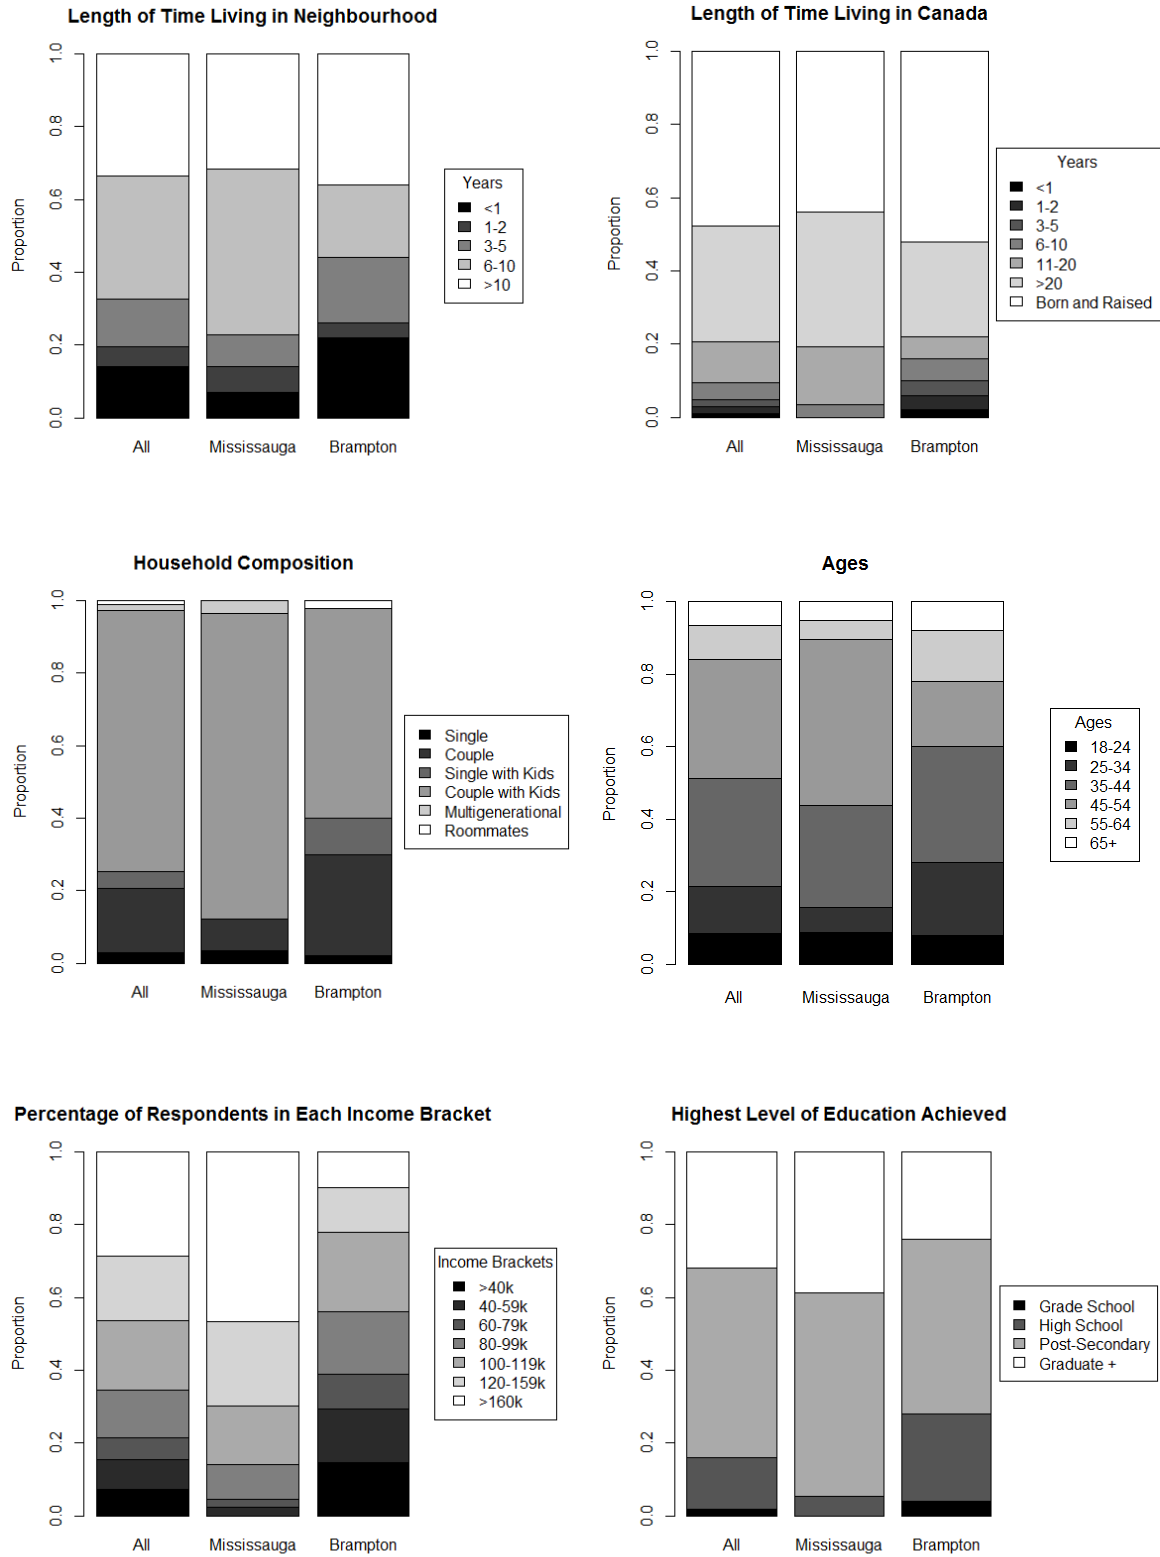 Length of Time Living in Neighbourhood
Proportion
0.0 0.2 0.4 0.6 0.8 1.0
All Mississauga Brampton
Years
<1
1-2
3-5
6-10
>10
Length of Time Living in Canada
Proportion
0.0 0.2 0.4 0.6 0.8 1.0
All Mississauga Brampton
Years
<1
1-2
3-5
6-10
11-20
>20
Born and Raised
Household Composition
Proportion
0.0 0.2 0.4 0.6 0.8 1.0
All Mississauga Brampton
Single
Couple
Single with Kids
Couple with Kids
Multigenerational
Roommates
Ages
Proportion
0.0 0.2 0.4 0.6 0.8 1.0
All Mississauga Brampton
Ages
18-24
25-34
35-44
45-54
55-64
65+
Percentage of Respondents in Each Income Bracket
Proportion
0.0 0.2 0.4 0.6 0.8 1.0
All Mississauga Brampton
Income Brackets
>40k
40-59k
60-79k
80-99k
100-119k
120-159k
>160k
Highest Level of Education Achieved
Proportion
0.0 0.2 0.4 0.6 0.8 1.0
All Mississauga Brampton
Grade School
High School
Post-Secondary
Graduate +